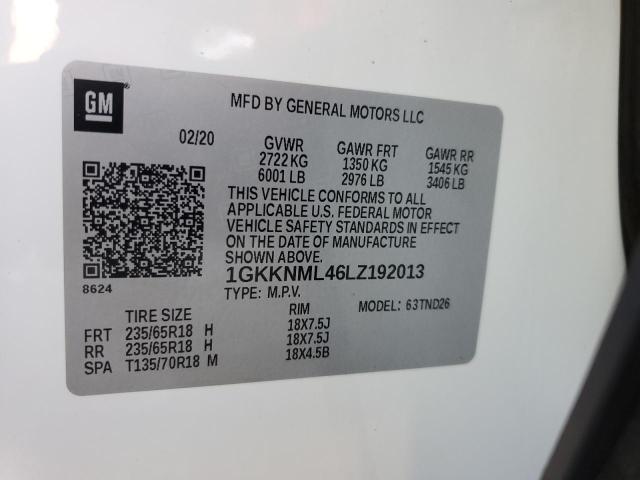 GM
MFD BY GENERAL MOTORS LLC
02/20 GVWR GAWR FRT GAWR RR
2722 KG 1350 KG 1545 KG
6001 LB 2976 LB 3406 LB
THIS VEHICLE CONFORMS TO ALL
APPLICABLE U.S. FEDERAL MOTOR
VEHICLE SAFETY STANDARDS IN EFFECT
ON THE DATE OF MANUFACTURE
SHOWN ABOVE.
1GKKNML46LZ192013
8624
TYPE: M.P.V. MODEL: 63TND26
TIRE SIZE RIM
FRT 235/65R18 H 18X7.5J
RR 235/65R18 H 18X7.5J
SPA T135/70R18 M 18X4.5B